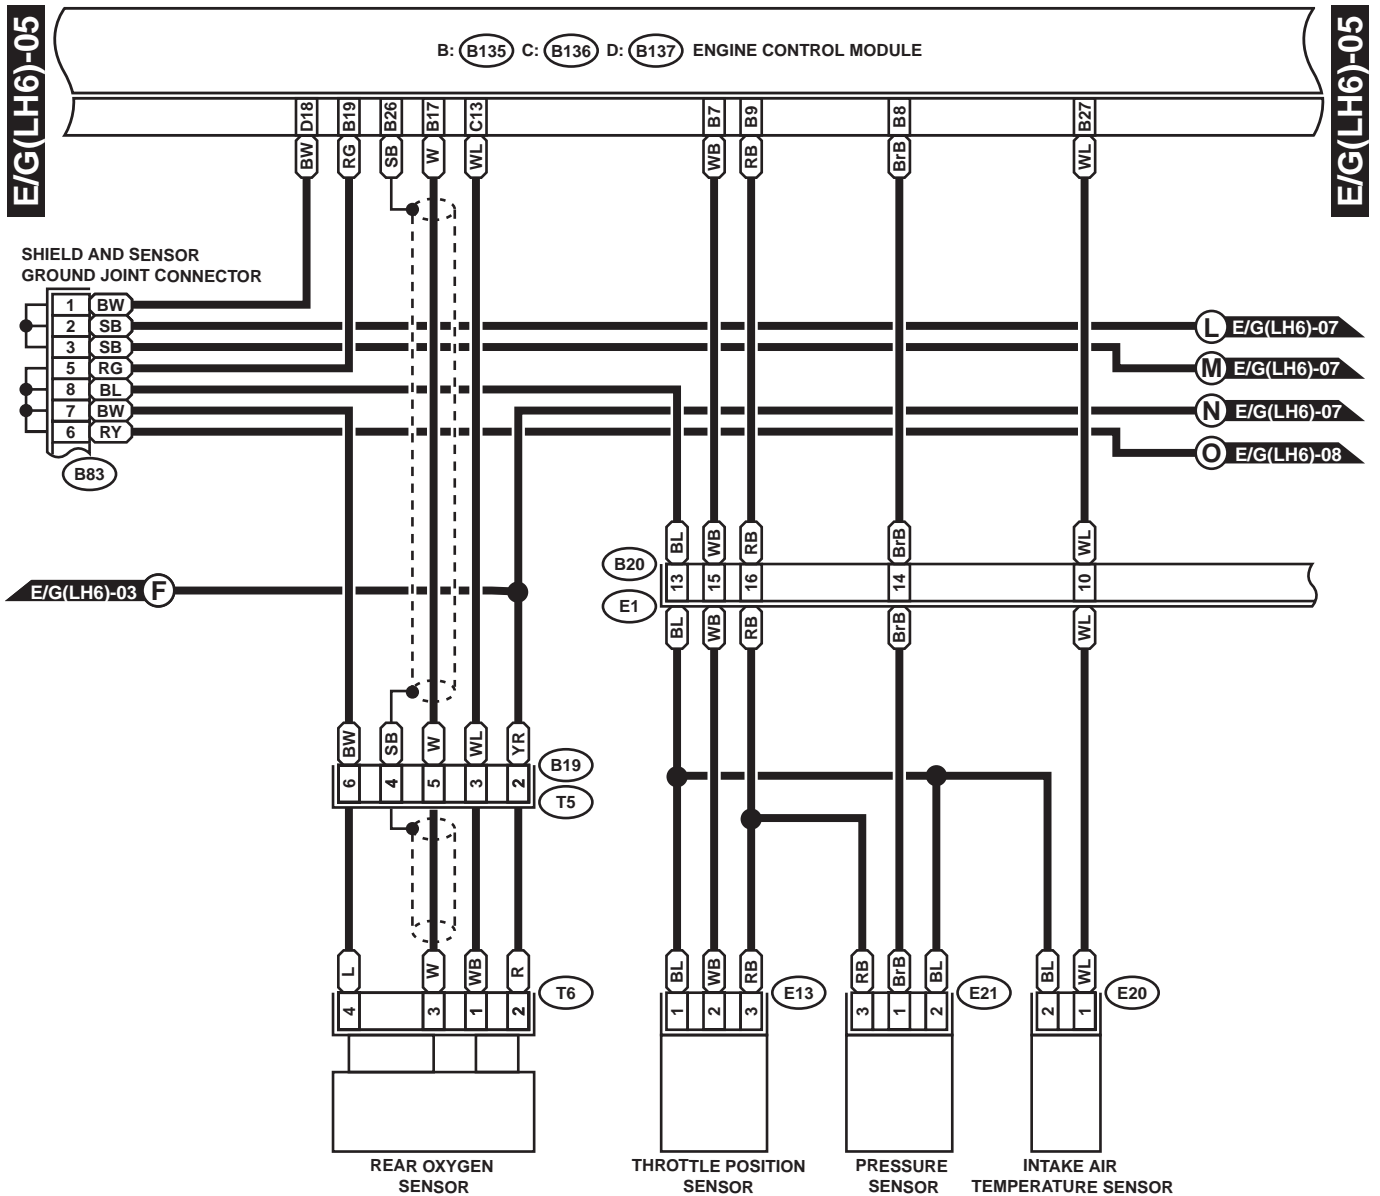 E/G(LH6)-05
E/G(LH6)-05
B: B135 C: B136 D: B137 ENGINE CONTROL MODULE
D18 B19 B26 B17 C13 B7 B9 B8 B27
BW RG SB W WL WB RB BrB WL
SHIELD AND SENSOR
GROUND JOINT CONNECTOR
1 BW
2 SB
L E/G(LH6)-07
3 SB
5 RG
M E/G(LH6)-07
8 BL
7 BW
N E/G(LH6)-07
6 RY
O E/G(LH6)-08
B83
BL WB RB BrB WL
B20
13 15 16 14 10
E/G(LH6)-03 F
E1
BL WB RB BrB WL
BW SB W WL YR
B19
6 4 5 3 2
T5
L W WB R
BL WB RB
RB BrB BL
BL WL
4 3 1 2
T6
1 2 3
E13
3 1 2
E21
2 1
E20
REAR OXYGEN
SENSOR
THROTTLE POSITION
SENSOR
PRESSURE
SENSOR
INTAKE AIR
TEMPERATURE SENSOR